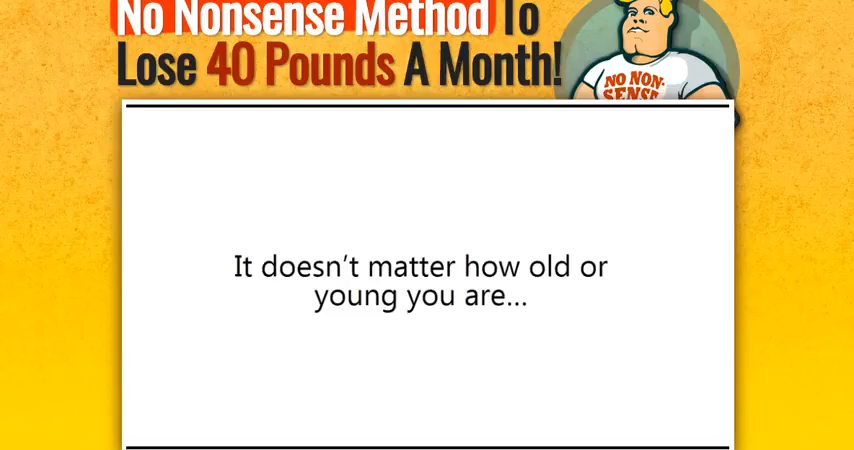 No Nonsense Method To
Lose 40 Pounds A Month!
NO NON-
SENSE
It doesn't matter how old or
young you are...